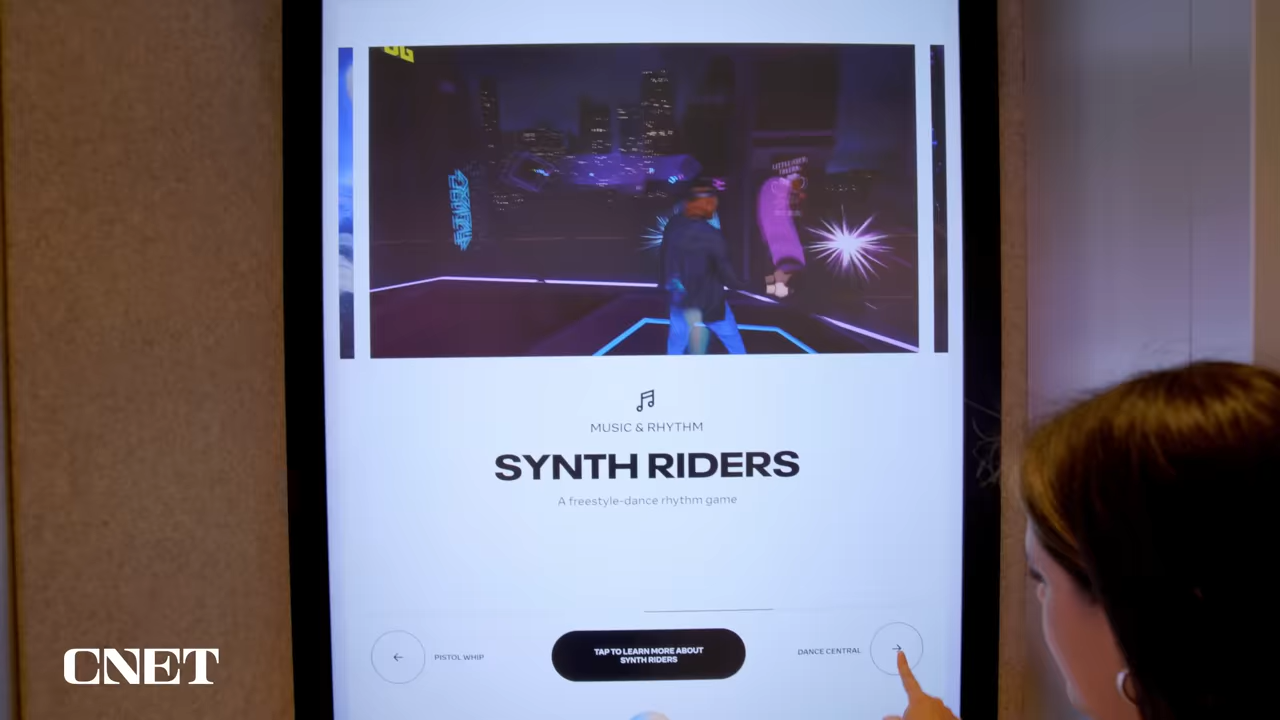 MUSIC & RHYTHM
SYNTH RIDERS
A freestyle-dance rhythm game
PISTOL WHIP
TAP TO LEARN MORE ABOUT
SYNTH RIDERS
DANCE CENTRAL
CNET